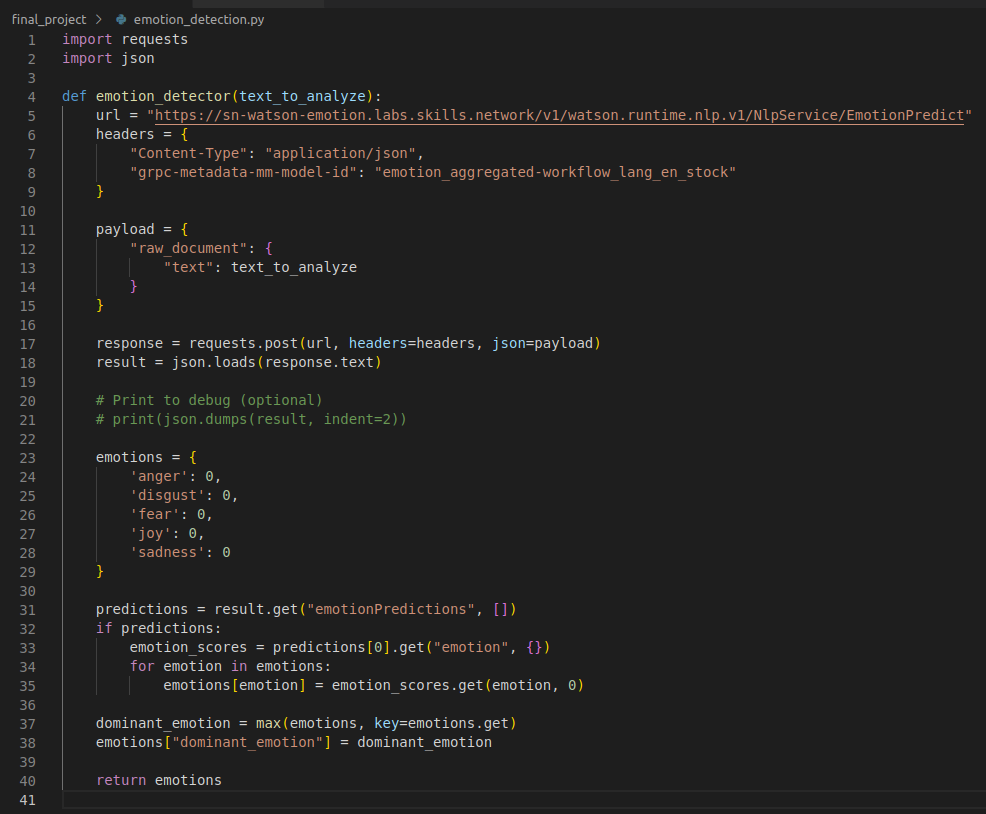 final_project > emotion_detection.py
1 import requests
2 import json
3
4 def emotion_detector(text_to_analyze):
5     url = "https://sn-watson-emotion.labs.skills.network/v1/watson.runtime.nlp.v1/NlpService/EmotionPredict"
6     headers = {
7         "Content-Type": "application/json",
8         "grpc-metadata-mm-model-id": "emotion_aggregated-workflow_lang_en_stock"
9     }
10
11     payload = {
12         "raw_document": {
13             "text": text_to_analyze
14         }
15     }
16
17     response = requests.post(url, headers=headers, json=payload)
18     result = json.loads(response.text)
19
20     # Print to debug (optional)
21     # print(json.dumps(result, indent=2))
22
23     emotions = {
24         'anger': 0,
25         'disgust': 0,
26         'fear': 0,
27         'joy': 0,
28         'sadness': 0
29     }
30
31     predictions = result.get("emotionPredictions", [])
32     if predictions:
33         emotion_scores = predictions[0].get("emotion", {})
34         for emotion in emotions:
35             emotions[emotion] = emotion_scores.get(emotion, 0)
36
37     dominant_emotion = max(emotions, key=emotions.get)
38     emotions["dominant_emotion"] = dominant_emotion
39
40     return emotions
41